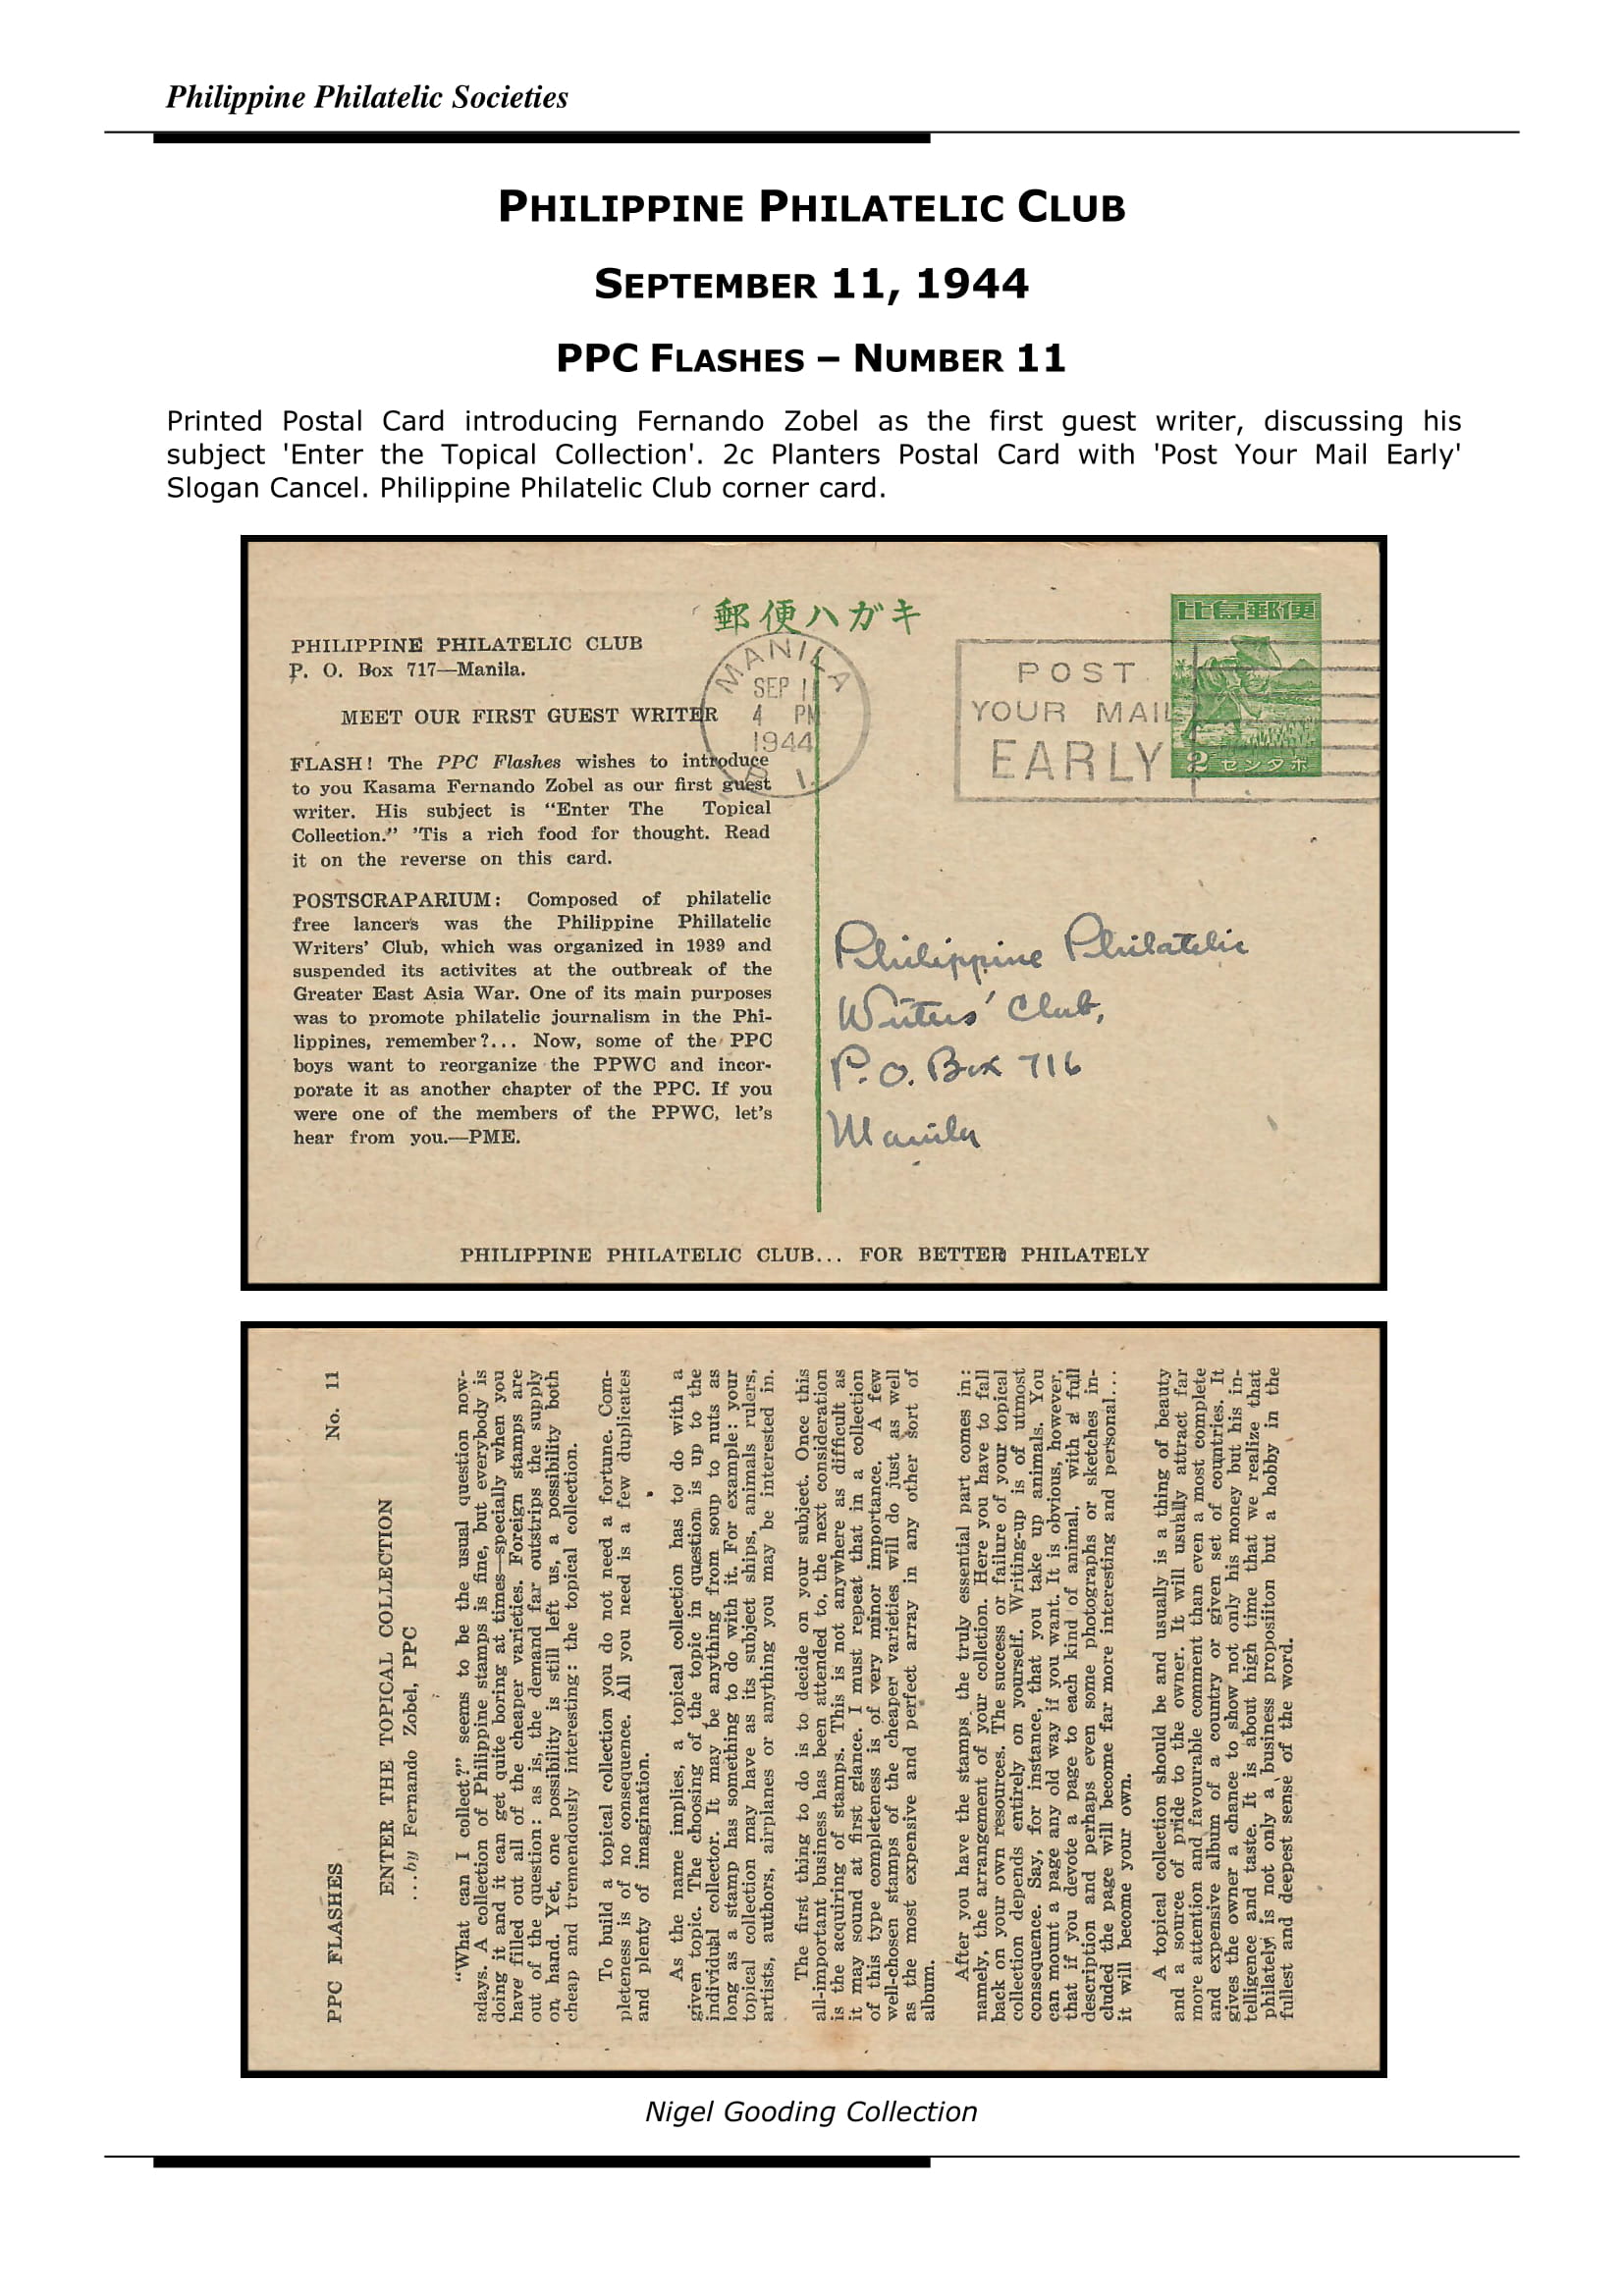 Philippine Philatelic Societies
PHILIPPINE PHILATELIC CLUB
SEPTEMBER 11, 1944
PPC FLASHES – NUMBER 11
Printed Postal Card introducing Fernando Zobel as the first guest writer, discussing his
subject 'Enter the Topical Collection'. 2c Planters Postal Card with 'Post Your Mail Early'
Slogan Cancel. Philippine Philatelic Club corner card.
郵便ハガキ
比島郵便
2センタボ
MANILA
SEP 11
4 PM
1944
P. I.
POST
YOUR MAIL
EARLY
PHILIPPINE PHILATELIC CLUB
P. O. Box 717—Manila.
MEET OUR FIRST GUEST WRITER
FLASH! The PPC Flashes wishes to introduce
to you Kasama Fernando Zobel as our first guest
writer. His subject is “Enter The Topical
Collection.” ’Tis a rich food for thought. Read
it on the reverse on this card.
POSTSCRAPARIUM: Composed of philatelic
free lancers was the Philippine Phillatelic
Writers’ Club, which was organized in 1939 and
suspended its activites at the outbreak of the
Greater East Asia War. One of its main purposes
was to promote philatelic journalism in the Phi-
lippines, remember?... Now, some of the PPC
boys want to reorganize the PPWC and incor-
porate it as another chapter of the PPC. If you
were one of the members of the PPWC, let’s
hear from you.—PME.
Philippine Philatelic
Writers' Club,
P.O. Box 716
Manila
PHILIPPINE PHILATELIC CLUB... FOR BETTER PHILATELY
PPC FLASHES No. 11
ENTER THE TOPICAL COLLECTION
...by Fernando Zobel, PPC
“What can I collect?” seems to be the usual question now-
adays. A collection of Philippine stamps is fine, but everybody is
doing it and it can get quite boring at times—specially when you
have filled out all of the cheaper varieties. Foreign stamps are
out of the question: as is, the demand far outstrips the supply
on hand. Yet, one possibility is still left us, a possibility both
cheap and tremendously interesting: the topical collection.
To build a topical collection you do not need a fortune. Com-
pleteness is of no consequence. All you need is a few duplicates
and plenty of imagination.
As the name implies, a topical collection has to do with a
given topic. The choosing of the topic in question is up to the
individual collector. It may be anything from soup to nuts as
long as a stamp has something to do with it. For example: your
topical collection may have as its subject ships, animals rulers,
artists, authors, airplanes or anything you may be interested in.
The first thing to do is to decide on your subject. Once this
all-important business has been attended to, the next consideration
is the acquiring of stamps. This is not anywhere as difficult as
it may sound at first glance. I must repeat that in a collection
of this type completeness is of very minor importance. A few
well-chosen stamps of the cheaper varieties will do just as well
as the most expensive and perfect array in any other sort of
album.
After you have the stamps the truly essential part comes in:
namely, the arrangement of your collction. Here you have to fall
back on your own resources. The success or failure of your topical
collection depends entirely on yourself. Writing-up is of utmost
consequence. Say, for instance, that you take up animals. You
can mount a page any old way if you want. It is obvious, however,
that if you devote a page to each kind of animal, with a full
description and perhaps even some photographs or sketches in-
cluded the page will become far more interesting and personal...
it will become your own.
A topical collection should be and usually is a thing of beauty
and a source of pride to the owner. It will usually attract far
more attention and favourable comment than even a most complete
and expensive album of a country or given set of countries. It
gives the owner a chance to show not only his money but his in-
telligence and taste. It is about high time that we realize that
philately is not only a business propositon but a hobby in the
fullest and deepest sense of the word.
Nigel Gooding Collection